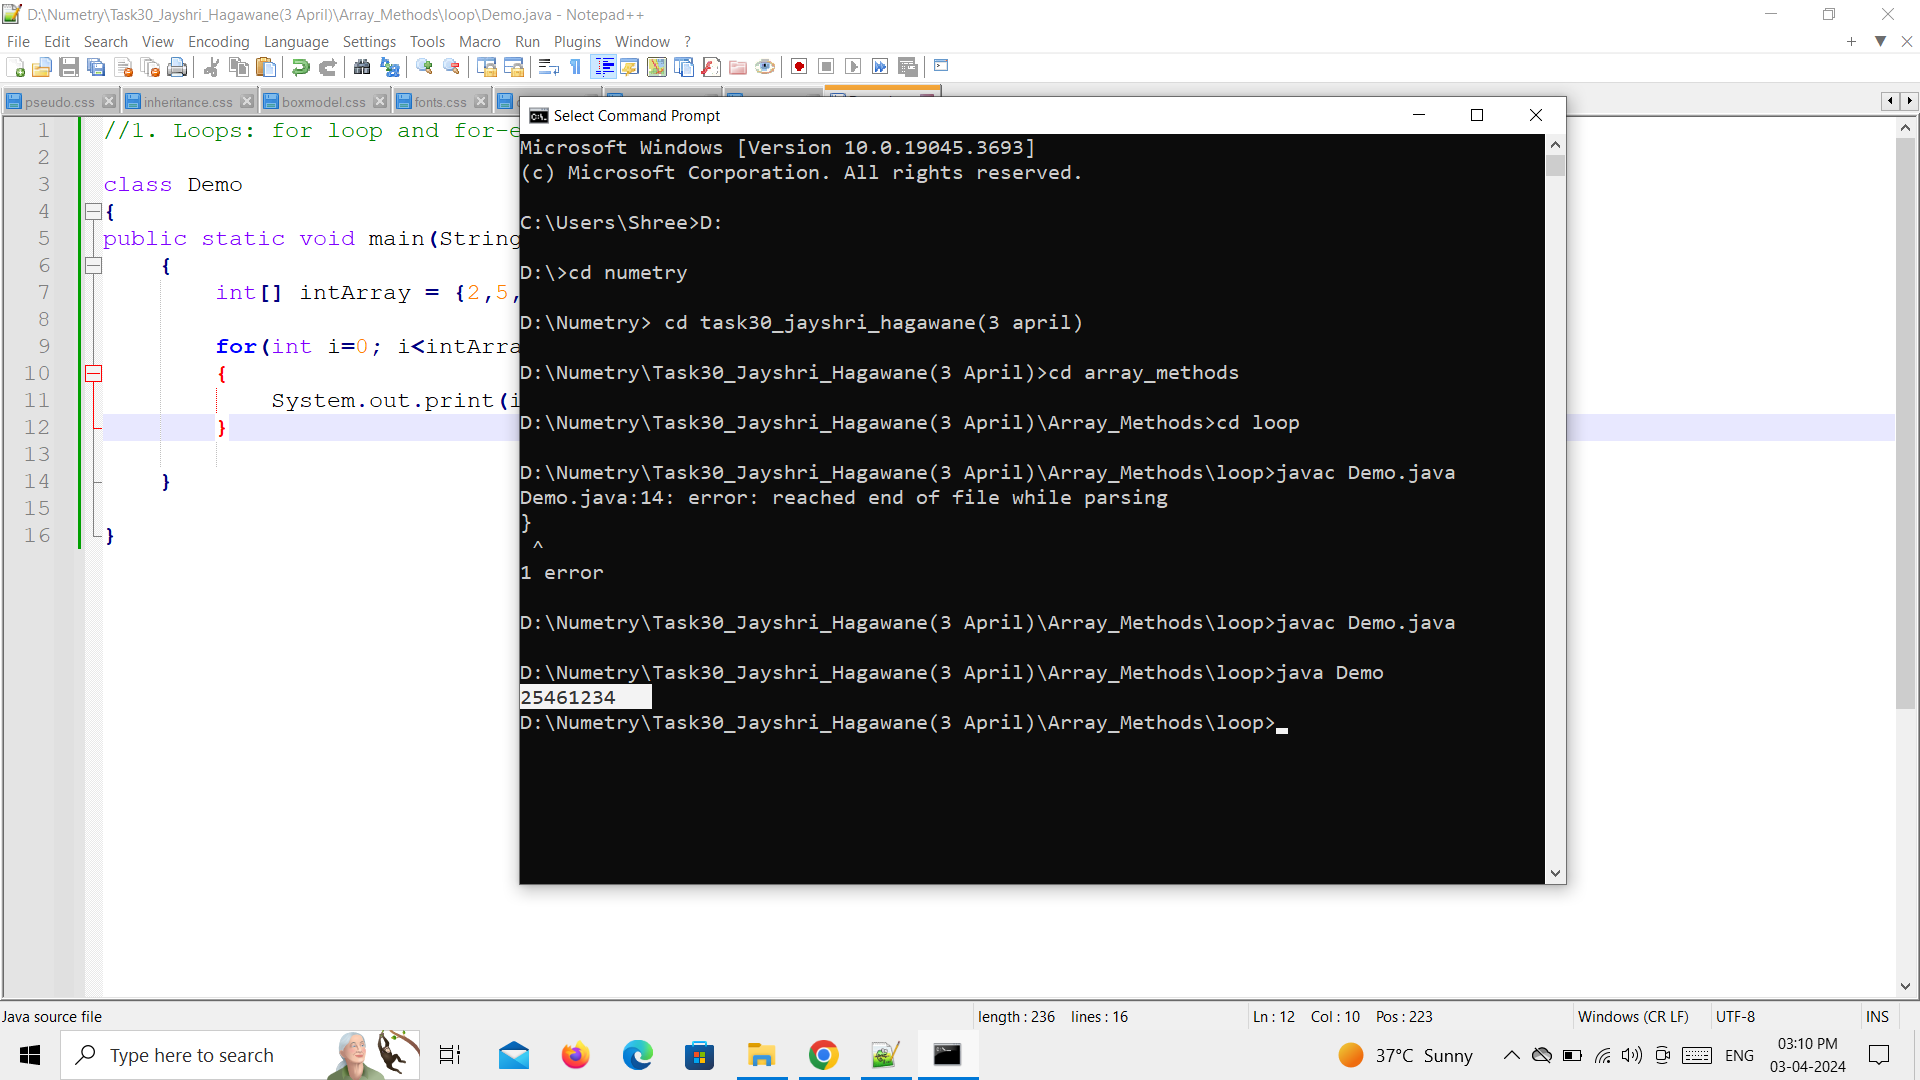 D:\Numetry\Task30_Jayshri_Hagawane(3 April)\Array_Methods\loop\Demo.java - Notepad++
File Edit Search View Encoding Language Settings Tools Macro Run Plugins Window ?
pseudo.css inheritance.css boxmodel.css fonts.css
1 //1. Loops: for loop and for-e
2
3 class Demo
4 {
5 public static void main(String
6 {
7 int[] intArray = {2,5,
8
9 for(int i=0; i<intArra
10 {
11 System.out.print(i
12 }
13
14 }
15
16 }
Select Command Prompt
Microsoft Windows [Version 10.0.19045.3693]
(c) Microsoft Corporation. All rights reserved.
C:\Users\Shree>D:
D:\>cd numetry
D:\Numetry> cd task30_jayshri_hagawane(3 april)
D:\Numetry\Task30_Jayshri_Hagawane(3 April)>cd array_methods
D:\Numetry\Task30_Jayshri_Hagawane(3 April)\Array_Methods>cd loop
D:\Numetry\Task30_Jayshri_Hagawane(3 April)\Array_Methods\loop>javac Demo.java
Demo.java:14: error: reached end of file while parsing
}
^
1 error
D:\Numetry\Task30_Jayshri_Hagawane(3 April)\Array_Methods\loop>javac Demo.java
D:\Numetry\Task30_Jayshri_Hagawane(3 April)\Array_Methods\loop>java Demo
25461234
D:\Numetry\Task30_Jayshri_Hagawane(3 April)\Array_Methods\loop>
Java source file length : 236 lines : 16 Ln : 12 Col : 10 Pos : 223 Windows (CR LF) UTF-8 INS
Type here to search 37°C Sunny ENG 03:10 PM
03-04-2024